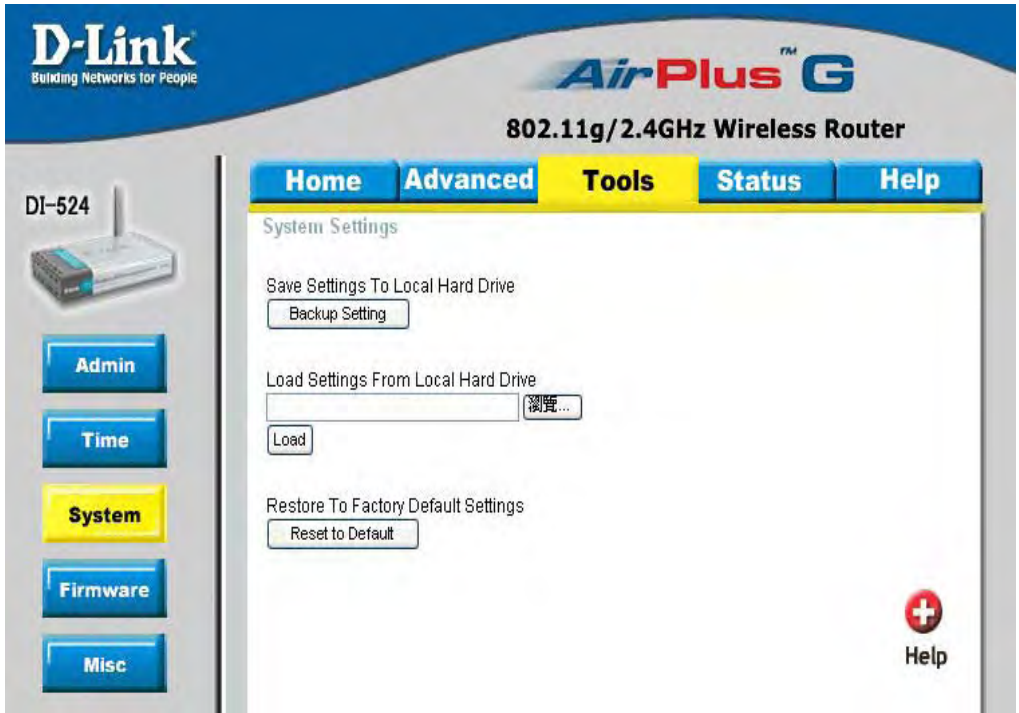 D-Link
Building Networks for People
AirPlus G
TM
802.11g/2.4GHz Wireless Router
DI-524
Home
Advanced
Tools
Status
Help
System Settings
Save Settings To Local Hard Drive
Backup Setting
Load Settings From Local Hard Drive
瀏覽...
Load
Restore To Factory Default Settings
Reset to Default
Admin
Time
System
Firmware
Misc
Help